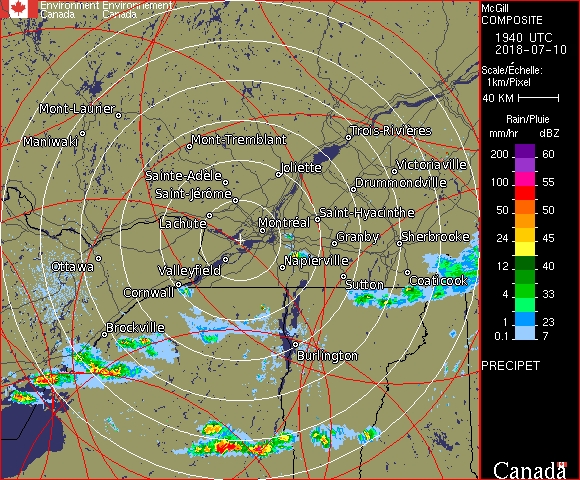 Environment Environnement
Canada Canada
McGill
COMPOSITE
1940 UTC
2018-07-10
Scale/Échelle:
1km/Pixel
40 KM
Rain/Pluie
mm/hr dBZ
200 60
155
100 55
50 50
24 45
12 40
4 33
1 23
0.1 7
PRECIPET
Canada
Mont-Laurier
Maniwaki
Mont-Tremblant
Trois-Rivières
Sainte-Adèle
Joliette
Victoriaville
Saint-Jérôme
Drummondville
Lachute
Montréal
Saint-Hyacinthe
Ottawa
Granby
Sherbrooke
Valleyfield
Napierville
Cornwall
Sutton
Coaticook
Brockville
Burlington